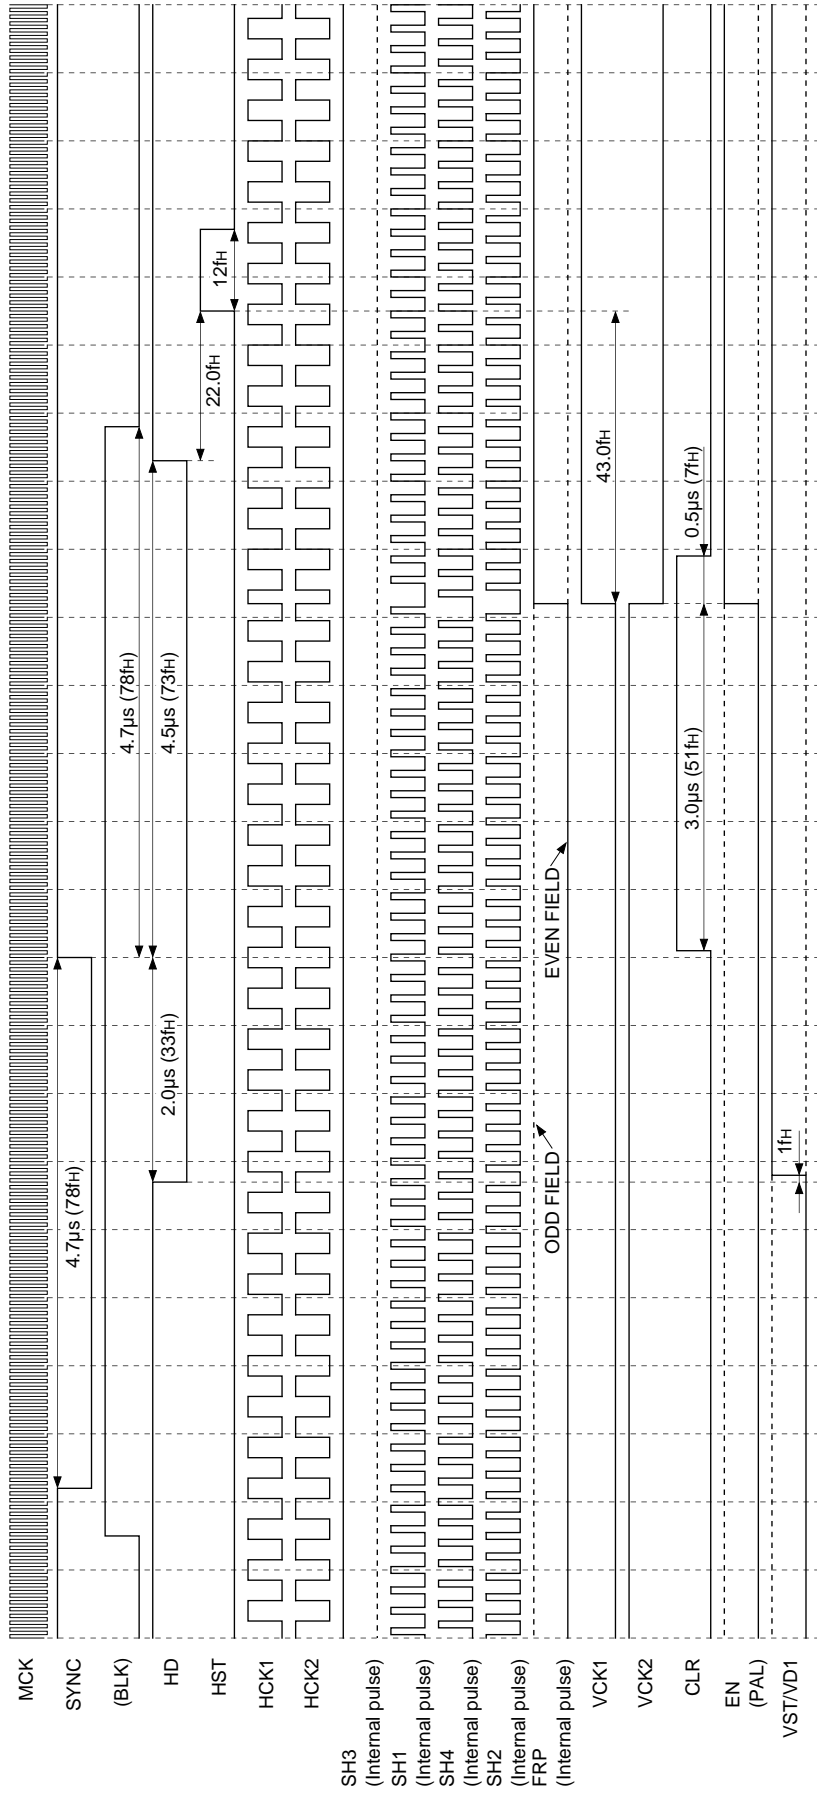 MCK
SYNC
4.7µs (78fH)
(BLK)
4.7µs (78fH)
HD
2.0µs (33fH)
4.5µs (73fH)
HST
22.0fH
12fH
HCK1
HCK2
SH3
(Internal pulse)
SH1
(Internal pulse)
SH4
(Internal pulse)
SH2
(Internal pulse)
FRP
(Internal pulse)
ODD FIELD
EVEN FIELD
VCK1
43.0fH
VCK2
CLR
3.0µs (51fH)
0.5µs (7fH)
EN
(PAL)
VST/VD1
1fH